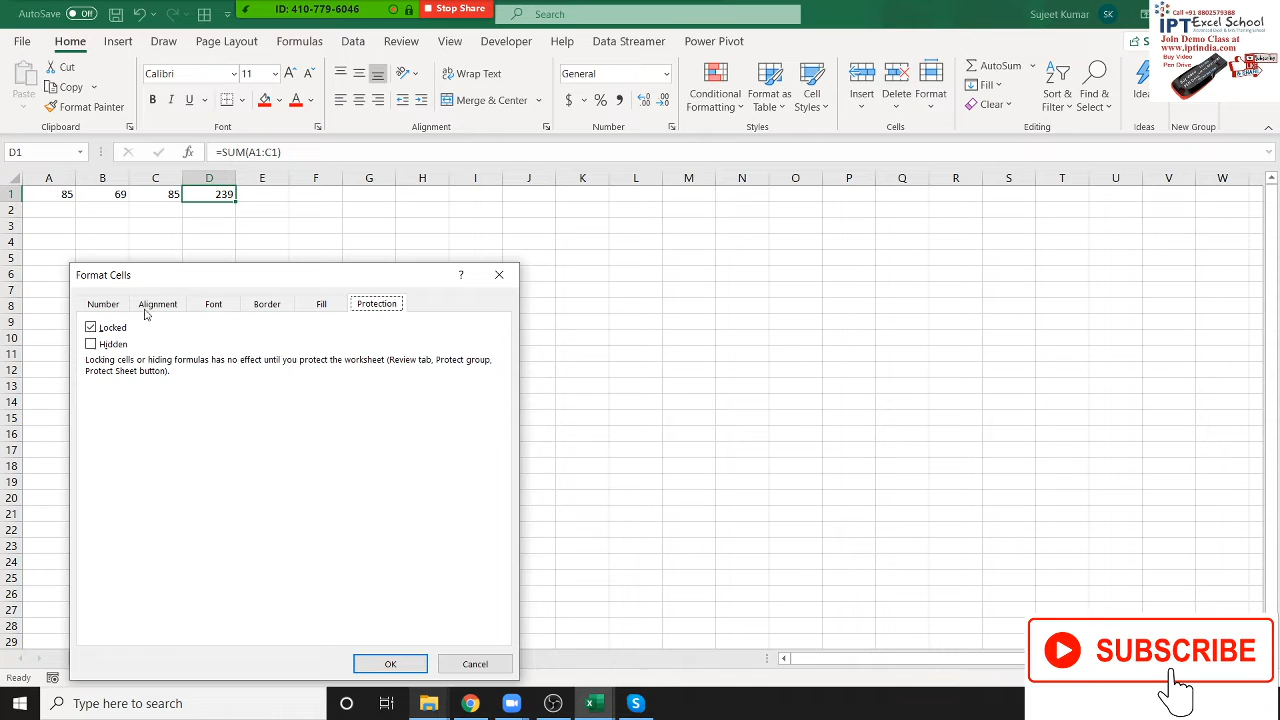 AutoSave Off
ID: 410-779-6046
Stop Share
Search
Sujeet Kumar
SK
Call +91 8802579388
IPT Excel School
Join Demo Class at
www.iptindia.com
Buy Video
Pen Drive
File Home Insert Draw Page Layout Formulas Data Review View Developer Help Data Streamer Power Pivot
Paste
Cut
Copy
Format Painter
Calibri 11
B I U
Wrap Text
Merge & Center
General
$ % ,
Conditional Formatting
Format as Table
Cell Styles
Insert
Delete
Format
AutoSum
Fill
Clear
Sort & Filter
Find & Select
Ideas
Clipboard Font Alignment Number Styles Cells Editing Ideas New Group
D1 fx =SUM(A1:C1)
A B C D E F G H I J K L M N O P Q R S T U V W
1 85 69 85 239
2
3
4
5
6
7
8
9
10
11
12
13
14
15
16
17
18
19
20
21
22
23
24
25
26
27
28
29
Format Cells ?
Number Alignment Font Border Fill Protection
Locked
Hidden
Locking cells or hiding formulas has no effect until you protect the worksheet (Review tab, Protect group,
Protect Sheet button).
OK Cancel
SUBSCRIBE
Ready
Type here to search